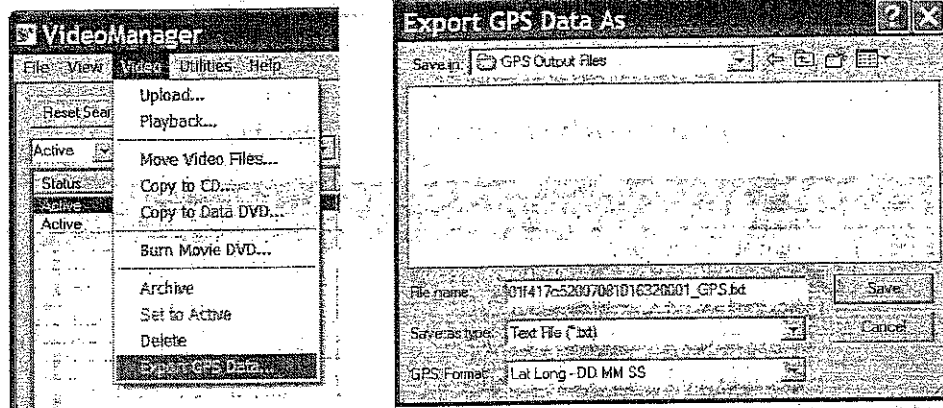 VideoManager
File View Video Utilities Help
Upload...
Reset Sear
Playback...
Active
Move Video Files...
Status
Copy to CD...
Active
Copy to Data DVD...
Active
Burn Movie DVD...
Archive
Set to Active
Delete
Export GPS Data...
Export GPS Data As
Save in: GPS Output Files
File name: 01f417c52007081016320001_GPS.txt
Save
Save as type: Text File (*.txt)
Cancel
GPS Format: Lat Long - DD MM SS